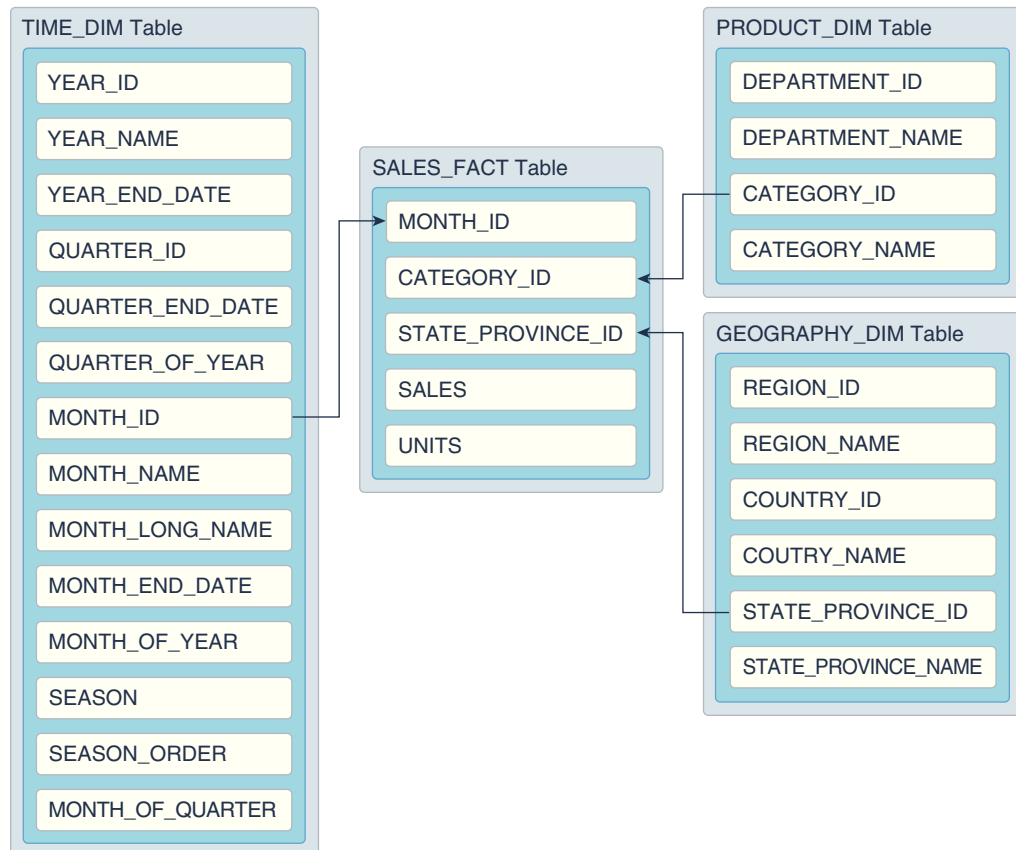 TIME_DIM Table
YEAR_ID
YEAR_NAME
YEAR_END_DATE
QUARTER_ID
QUARTER_END_DATE
QUARTER_OF_YEAR
MONTH_ID
MONTH_NAME
MONTH_LONG_NAME
MONTH_END_DATE
MONTH_OF_YEAR
SEASON
SEASON_ORDER
MONTH_OF_QUARTER
SALES_FACT Table
MONTH_ID
CATEGORY_ID
STATE_PROVINCE_ID
SALES
UNITS
PRODUCT_DIM Table
DEPARTMENT_ID
DEPARTMENT_NAME
CATEGORY_ID
CATEGORY_NAME
GEOGRAPHY_DIM Table
REGION_ID
REGION_NAME
COUNTRY_ID
COUTRY_NAME
STATE_PROVINCE_ID
STATE_PROVINCE_NAME